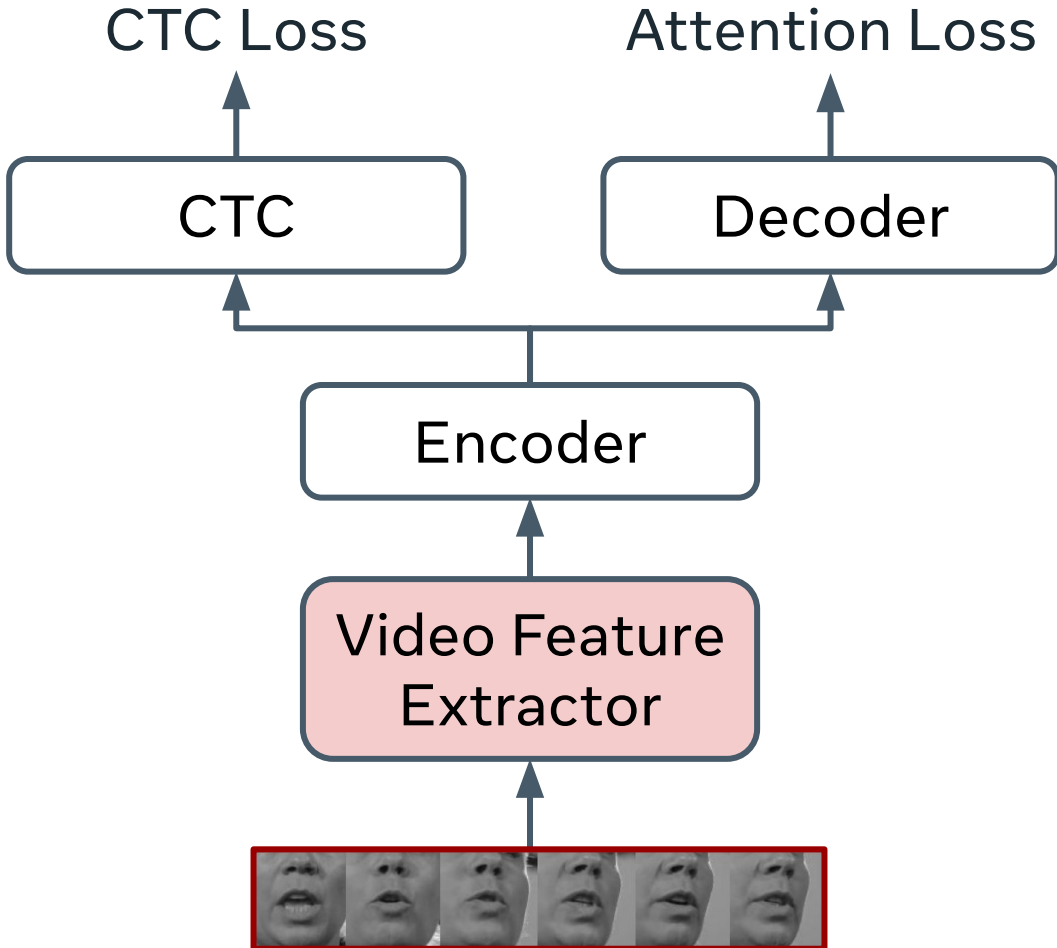 CTC Loss
Attention Loss
CTC
Decoder
Encoder
Video Feature
Extractor